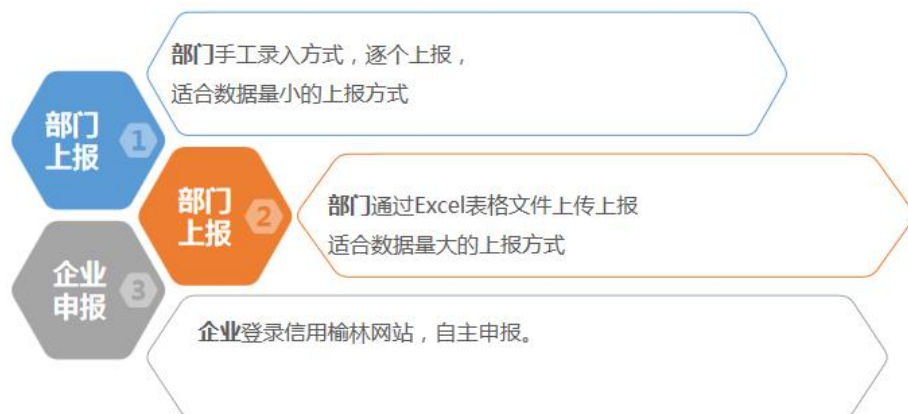 部门手工录入方式，逐个上报，
适合数据量小的上报方式
部门
上报
1
部门
上报
2
部门通过Excel表格文件上传上报
适合数据量大的上报方式
企业
申报
3
企业登录信用榆林网站，自主申报。